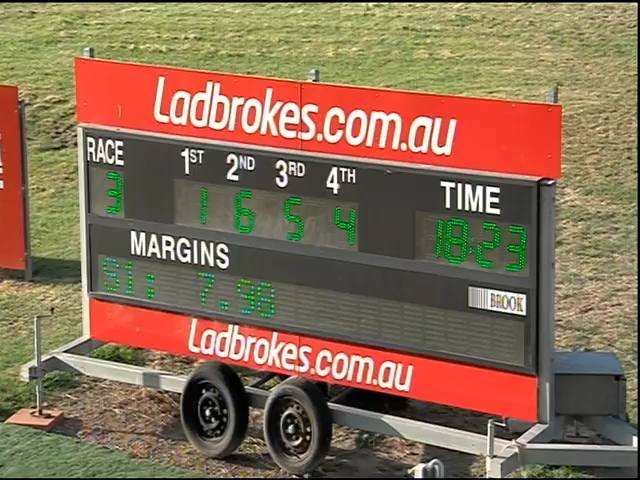 Ladbrokes.com.au
RACE 1ST 2ND 3RD 4TH TIME
3 1 6 5 4 18:23
MARGINS
S1: 7.98
BROOK
Ladbrokes.com.au